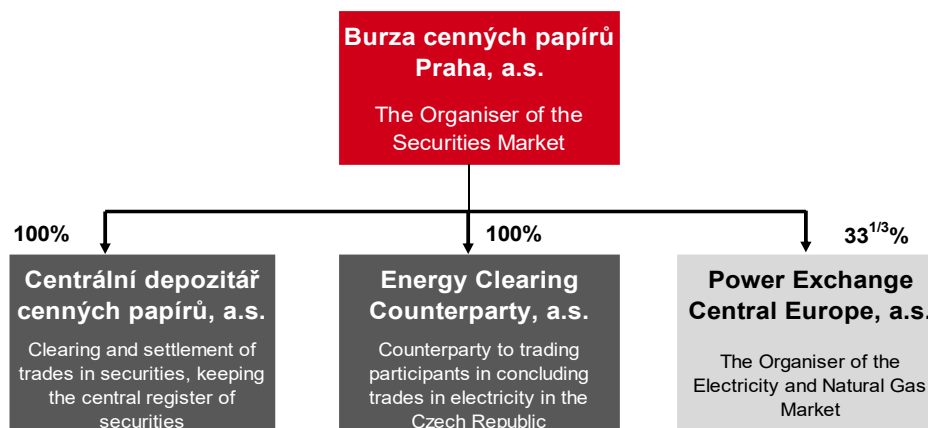 Burza cenných papírů
Praha, a.s.
The Organiser of the
Securities Market
100%
100%
33^1/3%
Centrální depozitář
cenných papírů, a.s.
Clearing and settlement of
trades in securities, keeping
the central register of
securities
Energy Clearing
Counterparty, a.s.
Counterparty to trading
participants in concluding
trades in electricity in the
Czech Republic
Power Exchange
Central Europe, a.s.
The Organiser of the
Electricity and Natural Gas
Market